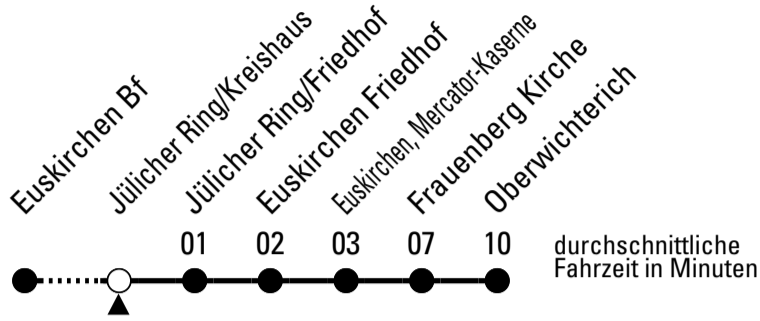 Euskirchen Bf
Jülicher Ring/Kreishaus
Jülicher Ring/Friedhof
Euskirchen Friedhof
Euskirchen, Mercator-Kaserne
Frauenberg Kirche
Oberwichterich
01 02 03 07 10
durchschnittliche
Fahrzeit in Minuten